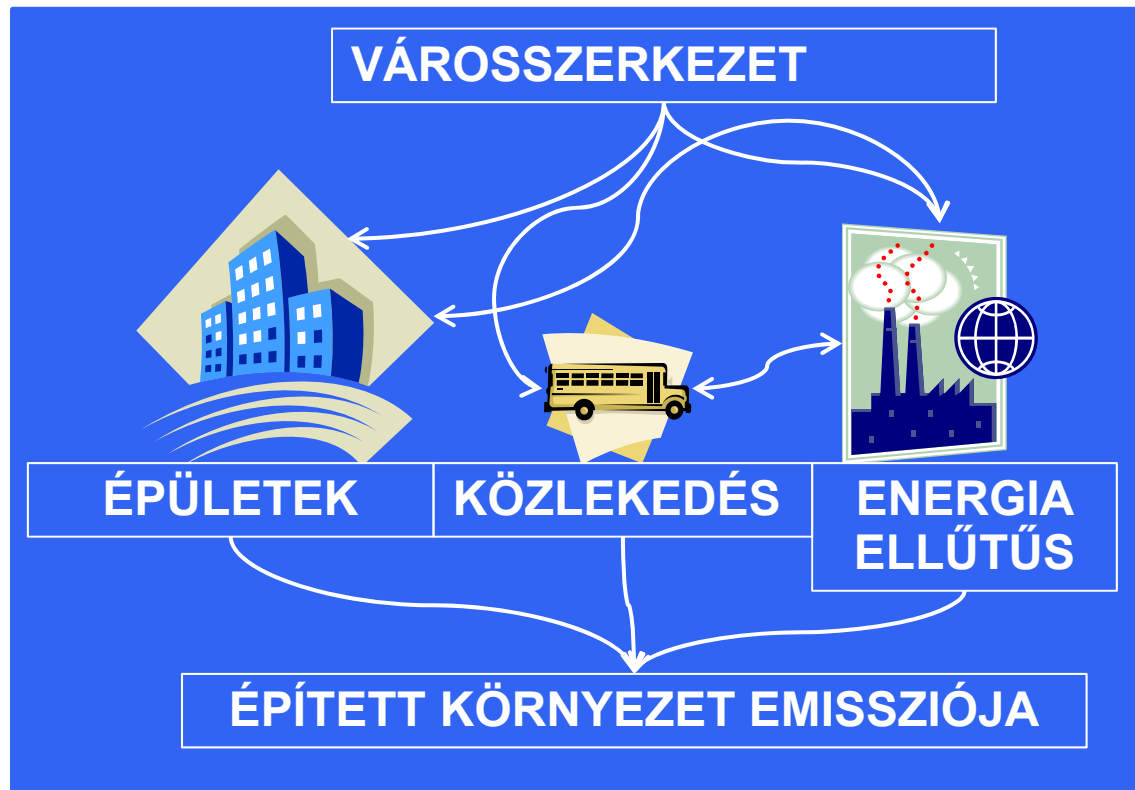 VÁROSSZERKEZET
ÉPÜLETEK
KÖZLEKEDÉS
ENERGIA
ELLŰTŰS
ÉPÍTETT KÖRNYEZET EMISSZIÓJA